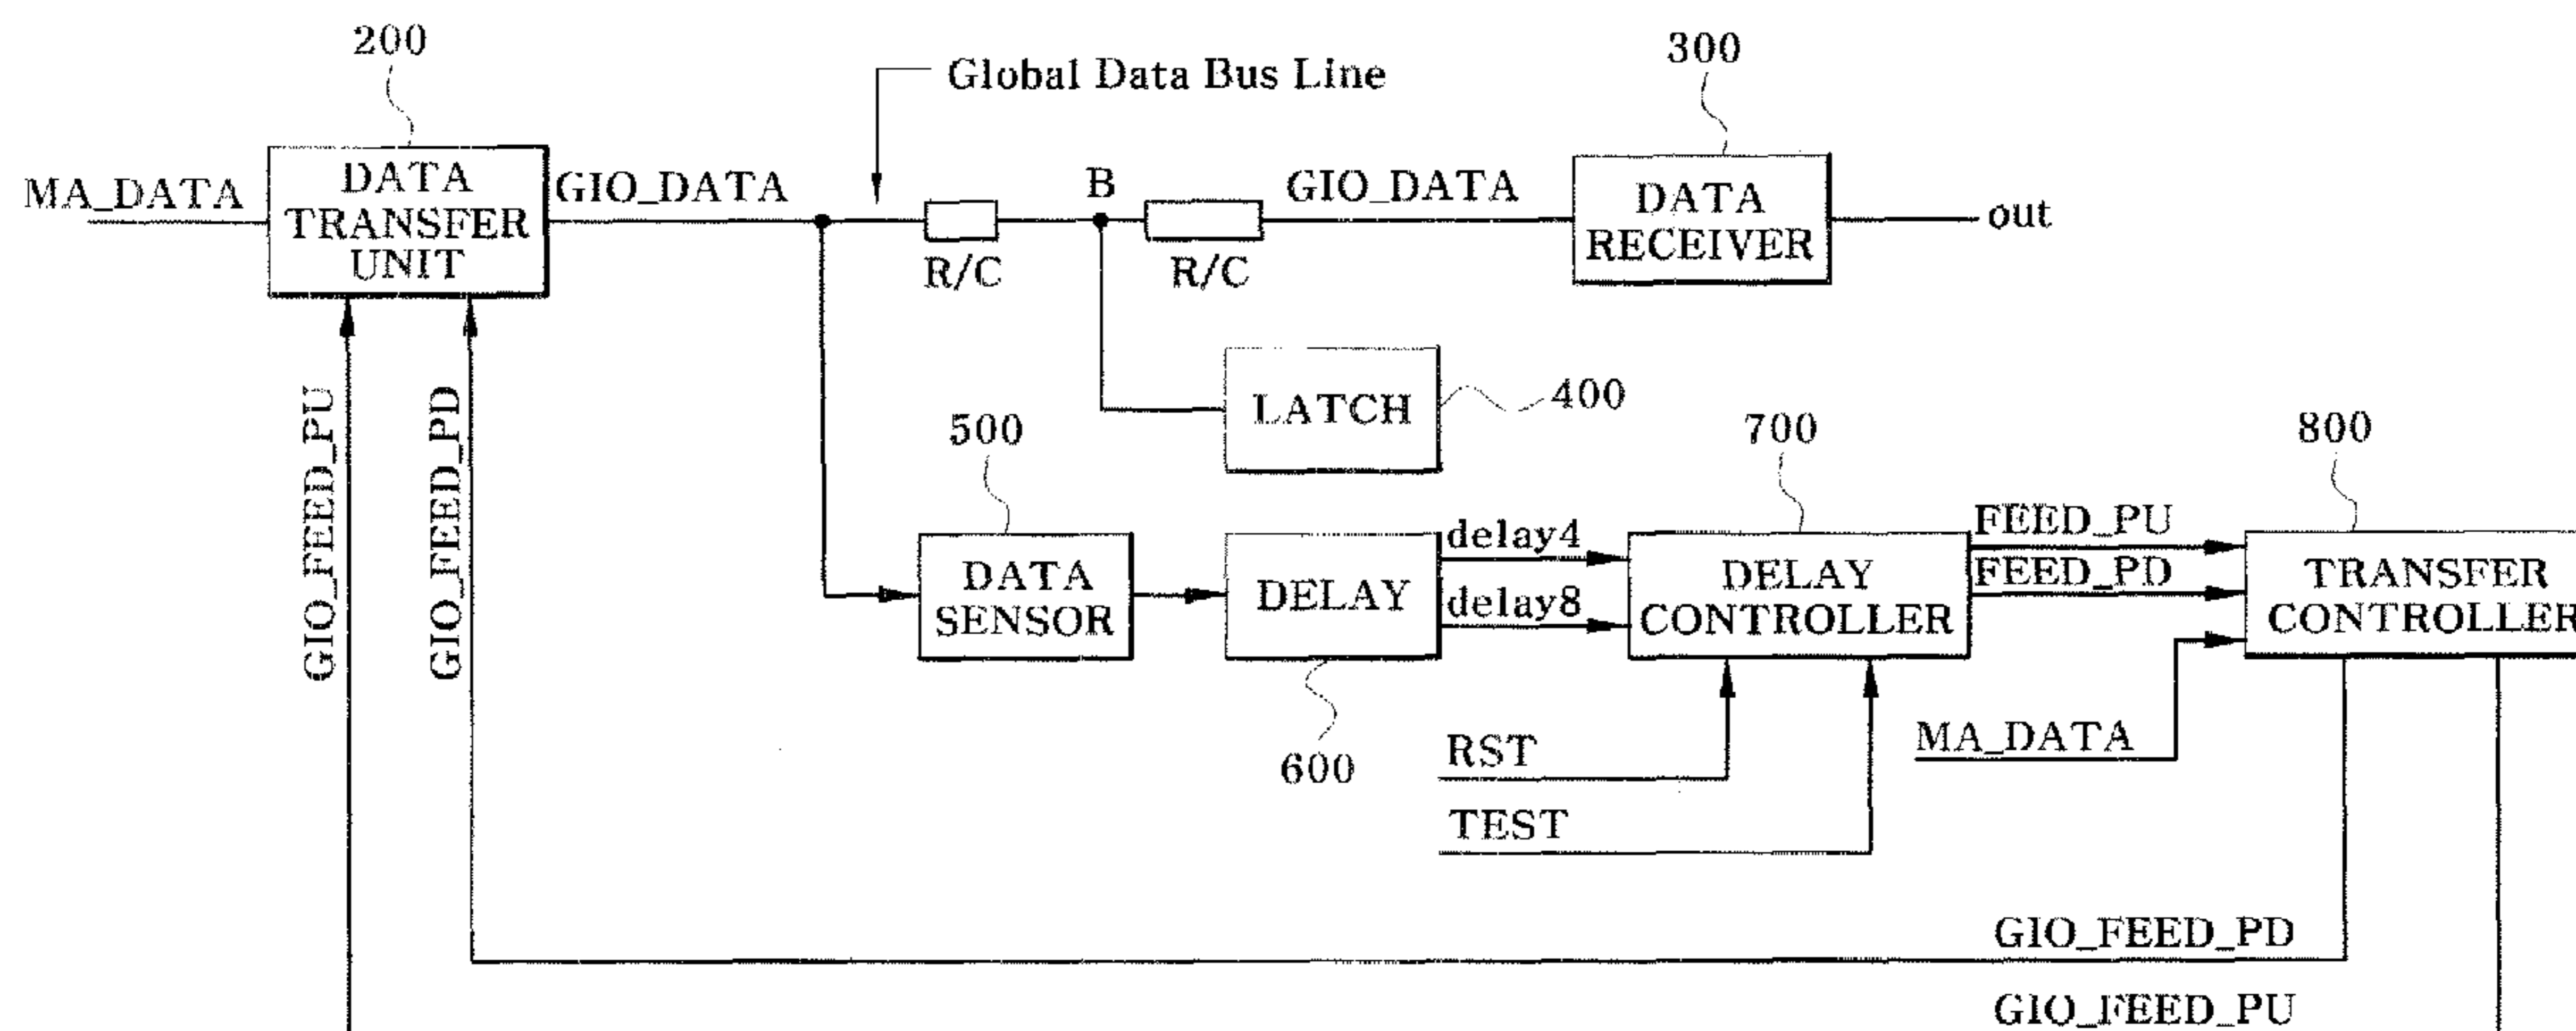 200
300
Global Data Bus Line
MA_DATA
DATA
TRANSFER
UNIT
GIO_DATA
B
GIO_DATA
DATA
RECEIVER
out
R/C
R/C
GIO_FEED_PU
GIO_FEED_PD
LATCH
400
500
700
800
DATA
SENSOR
DELAY
delay4
delay8
DELAY
CONTROLLER
FEED_PU
FEED_PD
TRANSFER
CONTROLLER
600
RST
TEST
MA_DATA
GIO_FEED_PD
GIO_FEED_PU